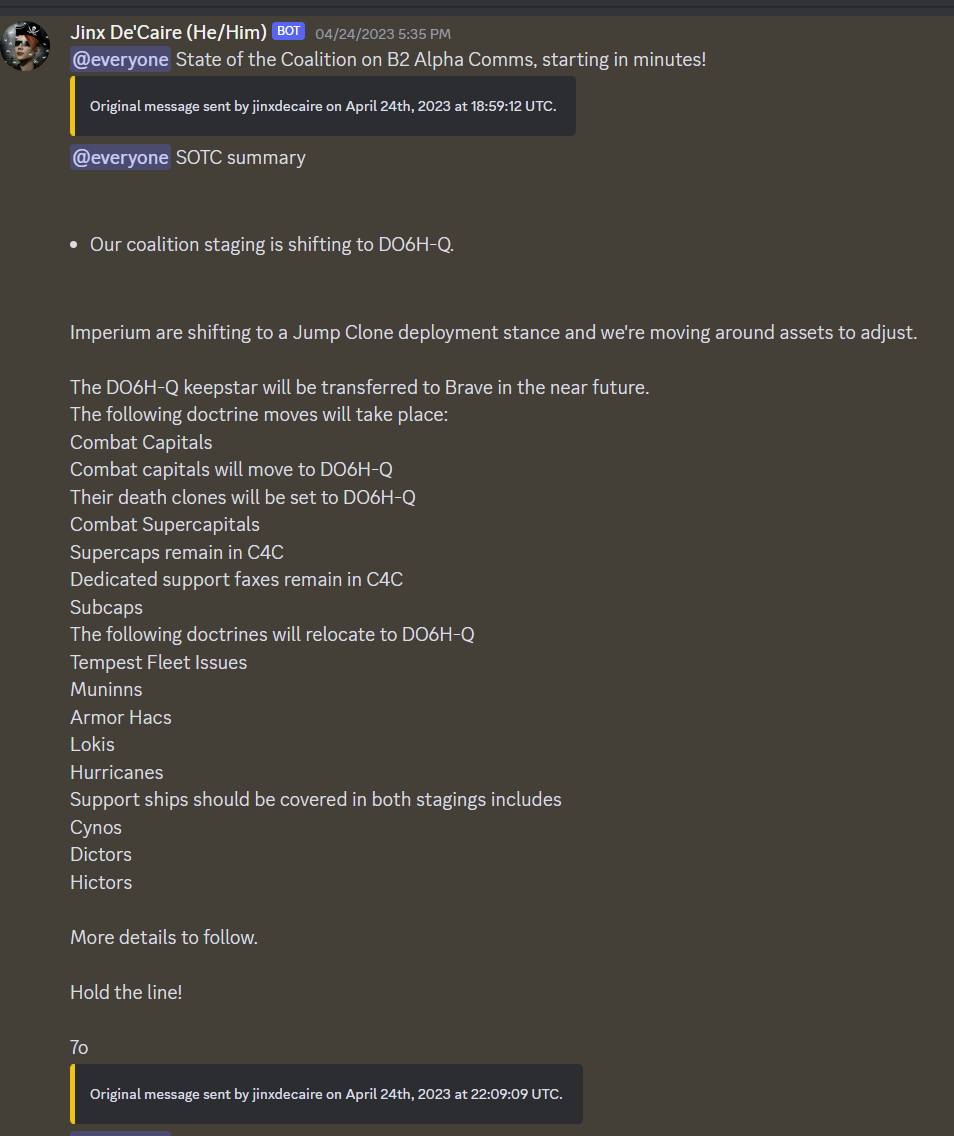 Jinx De'Caire (He/Him) BOT 04/24/2023 5:35 PM
@everyone State of the Coalition on B2 Alpha Comms, starting in minutes!
Original message sent by jinxdecaire on April 24th, 2023 at 18:59:12 UTC.
@everyone SOTC summary
• Our coalition staging is shifting to DO6H-Q.
Imperium are shifting to a Jump Clone deployment stance and we're moving around assets to adjust.
The DO6H-Q keepstar will be transferred to Brave in the near future.
The following doctrine moves will take place:
Combat Capitals
Combat capitals will move to DO6H-Q
Their death clones will be set to DO6H-Q
Combat Supercapitals
Supercaps remain in C4C
Dedicated support faxes remain in C4C
Subcaps
The following doctrines will relocate to DO6H-Q
Tempest Fleet Issues
Muninns
Armor Hacs
Lokis
Hurricanes
Support ships should be covered in both stagings includes
Cynos
Dictors
Hictors
More details to follow.
Hold the line!
7o
Original message sent by jinxdecaire on April 24th, 2023 at 22:09:09 UTC.